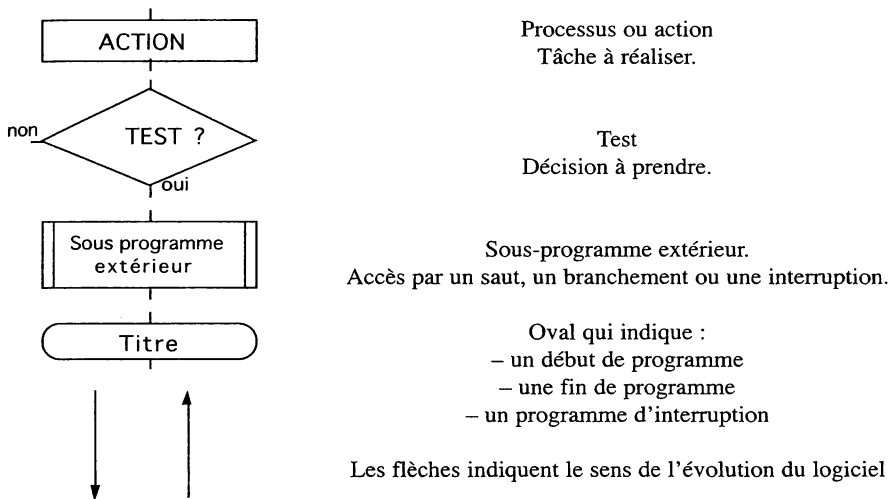 ACTION
Processus ou action
Tâche à réaliser.
non
TEST ?
oui
Test
Décision à prendre.
Sous programme
extérieur
Sous-programme extérieur.
Accès par un saut, un branchement ou une interruption.
Titre
Oval qui indique :
– un début de programme
– une fin de programme
– un programme d'interruption
Les flèches indiquent le sens de l'évolution du logiciel